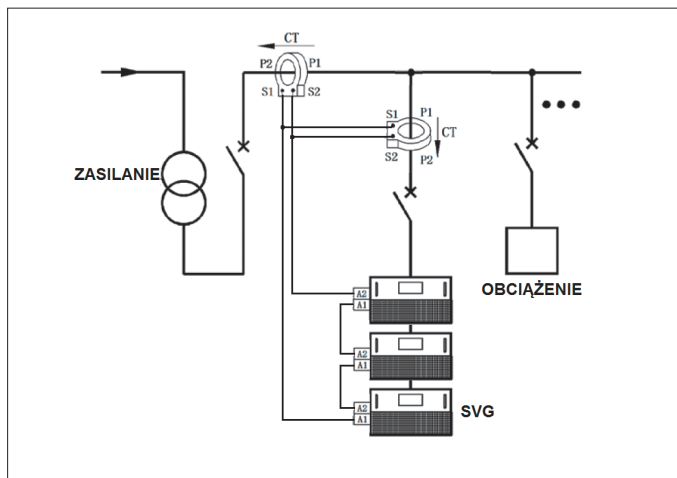 CT
P2 P1
S1 S2
S1 P1
CT
S2 P2
ZASILANIE
OBCIĄŻENIE
A2
A1
A2
A1
A2
A1
SVG